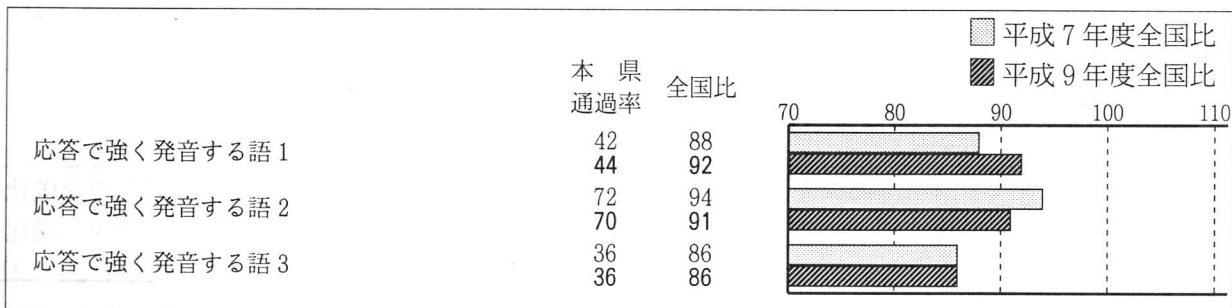 平成7年度全国比
平成9年度全国比
本 県
通過率 全国比
70 80 90 100 110
応答で強く発音する語1 42 88
44 92
応答で強く発音する語2 72 94
70 91
応答で強く発音する語3 36 86
36 86